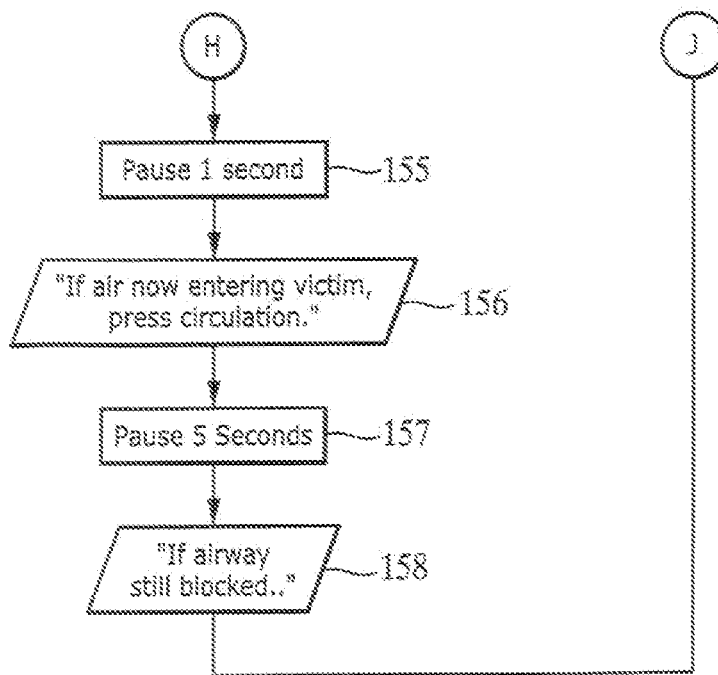 H
J
Pause 1 second
155
"If air now entering victim,
press circulation."
156
Pause 5 Seconds
157
"If airway
still blocked.."
158